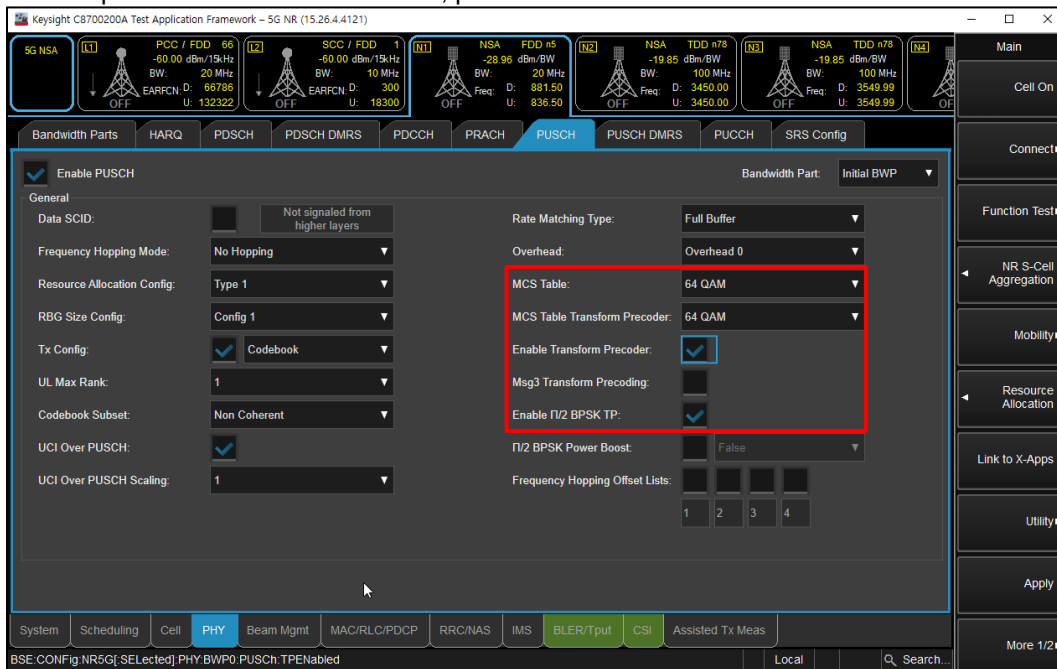 Keysight C8700200A Test Application Framework – 5G NR (15.26.4.4121)
5G NSA
L1
PCC / FDD 66
-60.00 dBm/15kHz
BW: 20 MHz
EARFCN: D: 66786
U: 132322
OFF
L2
SCC / FDD 1
-60.00 dBm/15kHz
BW: 10 MHz
EARFCN: D: 300
U: 18300
OFF
N1
NSA FDD n5
-28.96 dBm/BW
BW: 20 MHz
Freq: D: 881.50
U: 836.50
OFF
N2
NSA TDD n78
-19.85 dBm/BW
BW: 100 MHz
Freq: D: 3450.00
U: 3450.00
OFF
N3
NSA TDD n78
-19.85 dBm/BW
BW: 100 MHz
Freq: D: 3549.99
U: 3549.99
OFF
N4
Bandwidth Parts HARQ PDSCH PDSCH DMRS PDCCH PRACH PUSCH PUSCH DMRS PUCCH SRS Config
Enable PUSCH
Bandwidth Part: Initial BWP
General
Data SCID: Not signaled from
higher layers
Frequency Hopping Mode: No Hopping
Resource Allocation Config: Type 1
RBG Size Config: Config 1
Tx Config: Codebook
UL Max Rank: 1
Codebook Subset: Non Coherent
UCI Over PUSCH:
UCI Over PUSCH Scaling: 1
Rate Matching Type: Full Buffer
Overhead: Overhead 0
MCS Table: 64 QAM
MCS Table Transform Precoder: 64 QAM
Enable Transform Precoder:
Msg3 Transform Precoding:
Enable Π/2 BPSK TP:
Π/2 BPSK Power Boost: False
Frequency Hopping Offset Lists:
1 2 3 4
System Scheduling Cell PHY Beam Mgmt MAC/RLC/PDCP RRC/NAS IMS BLER/Tput CSI Assisted Tx Meas
BSE:CONFig:NR5G[:SELected]:PHY:BWP0:PUSCh:TPENabled
Local Search...
Main
Cell On
Connect
Function Test
NR S-Cell
Aggregation
Mobility
Resource
Allocation
Link to X-Apps
Utility
Apply
More 1/2